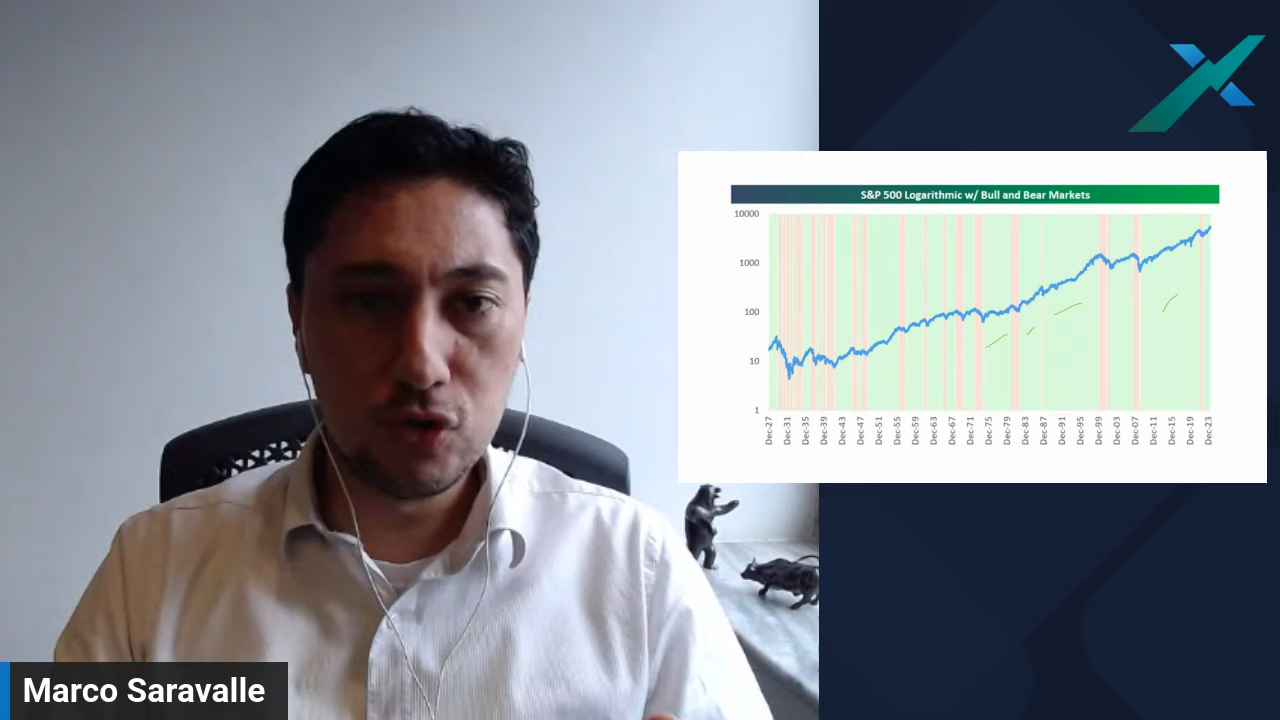 S&P 500 Logarithmic w/ Bull and Bear Markets
10000
1000
100
10
1
Dec-27
Dec-31
Dec-35
Dec-39
Dec-43
Dec-47
Dec-51
Dec-55
Dec-59
Dec-63
Dec-67
Dec-71
Dec-75
Dec-79
Dec-83
Dec-87
Dec-91
Dec-95
Dec-99
Dec-03
Dec-07
Dec-11
Dec-15
Dec-19
Dec-23
Marco Saravalle